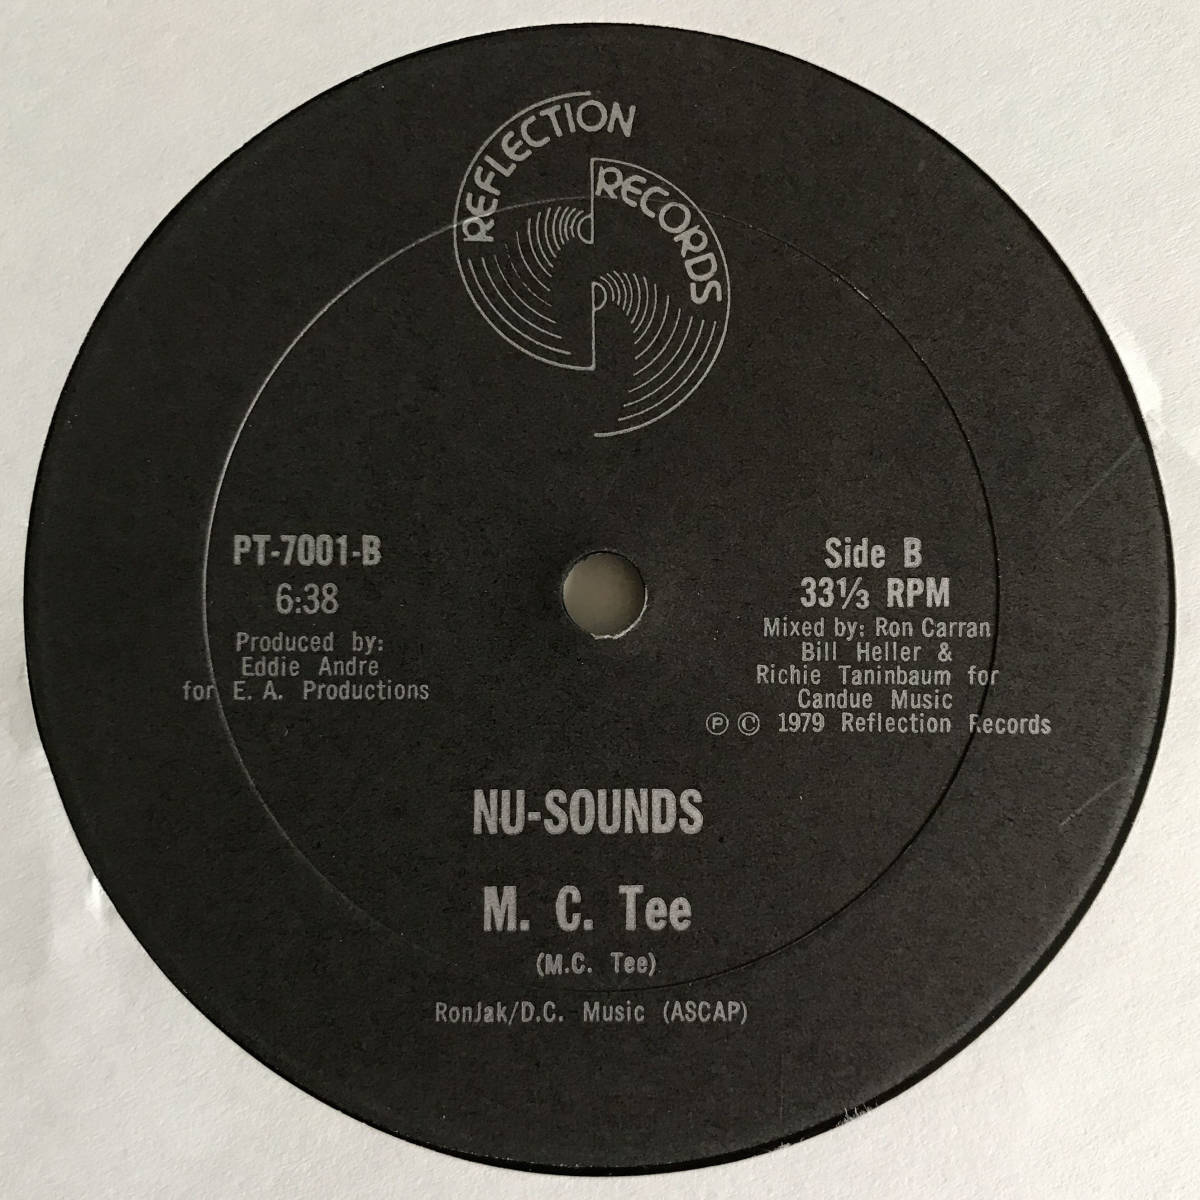 REFLECTION
RECORDS
PT-7001-B
6:38
Produced by:
Eddie Andre
for E. A. Productions
Side B
33⅓ RPM
Mixed by: Ron Carran
Bill Heller &
Richie Taninbaum for
Candue Music
℗ © 1979 Reflection Records
NU-SOUNDS
M. C. Tee
(M.C. Tee)
RonJak/D.C. Music (ASCAP)